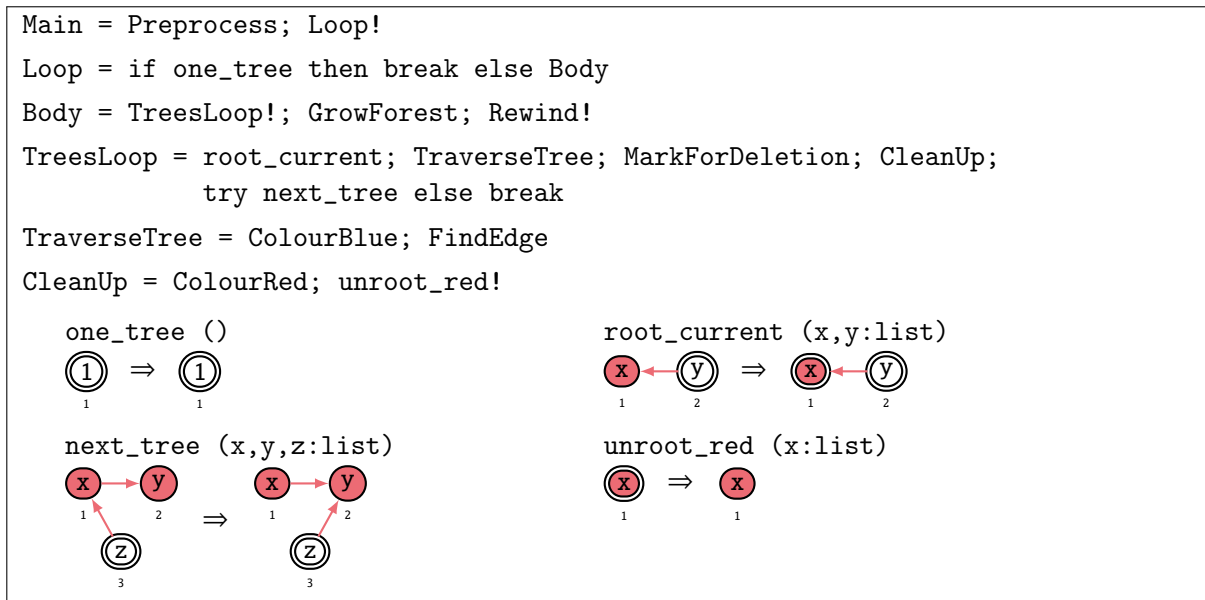 Main = Preprocess; Loop!
Loop = if one_tree then break else Body
Body = TreesLoop!; GrowForest; Rewind!
TreesLoop = root_current; TraverseTree; MarkForDeletion; CleanUp;
try next_tree else break
TraverseTree = ColourBlue; FindEdge
CleanUp = ColourRed; unroot_red!
one_tree ()
1 ⇒ 1
1 1
root_current (x,y:list)
x y ⇒ x y
1 2 1 2
next_tree (x,y,z:list)
x y x y
1 2 ⇒ 1 2
z z
3 3
unroot_red (x:list)
x ⇒ x
1 1